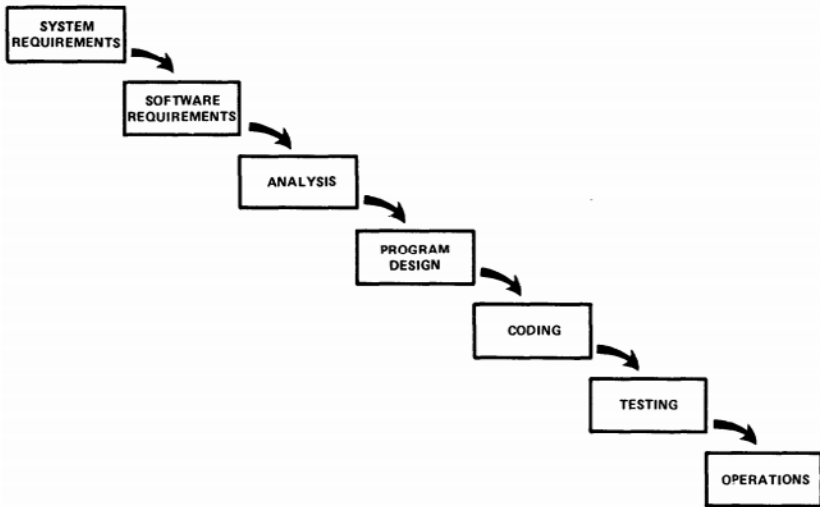 SYSTEM
REQUIREMENTS
SOFTWARE
REQUIREMENTS
ANALYSIS
PROGRAM
DESIGN
CODING
TESTING
OPERATIONS